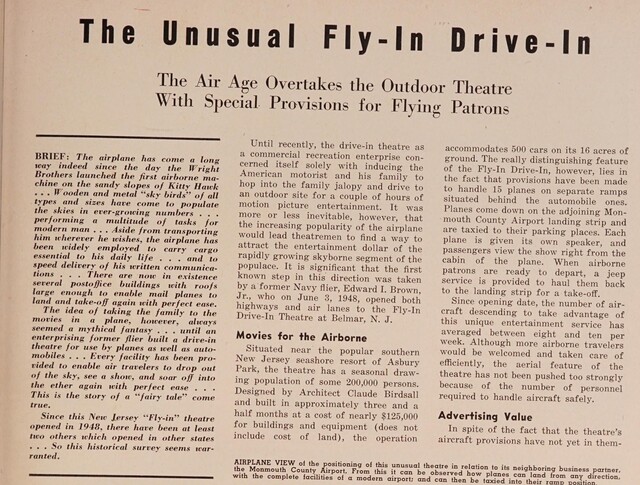 The Unusual Fly-In Drive-In
The Air Age Overtakes the Outdoor Theatre
With Special Provisions for Flying Patrons
BRIEF: The airplane has come a long
way indeed since the day the Wright
Brothers launched the first airborne ma-
chine on the sandy slopes of Kitty Hawk
. . . Wooden and metal "sky birds" of all
types and sizes have come to populate
the skies in ever-growing numbers . . .
performing a multitude of tasks for
modern man . . . Aside from transporting
him wherever he wishes, the airplane has
been widely employed to carry cargo
essential to his daily life . . . and to
speed delivery of his written communica-
tions . . . There are now in existence
several postoffice buildings with roofs
large enough to enable mail planes to
land and take-off again with perfect ease.
The idea of taking the family to the
movies in a plane, however, always
seemed a mythical fantasy . . . until an
enterprising former flier built a drive-in
theatre for use by planes as well as auto-
mobiles . . . Every facility has been pro-
vided to enable air travelers to drop out
of the sky, see a show, and soar off into
the ether again with perfect ease . . .
This is the story of a "fairy tale" come
true.
Since this New Jersey "Fly-in" theatre
opened in 1948, there have been at least
two others which opened in other states
. . . So this historical survey seems war-
ranted.
Until recently, the drive-in theatre as
a commercial recreation enterprise con-
cerned itself solely with inducing the
American motorist and his family to
hop into the family jalopy and drive to
an outdoor site for a couple of hours of
motion picture entertainment. It was
more or less inevitable, however, that
the increasing popularity of the airplane
would lead theatremen to find a way to
attract the entertainment dollar of the
rapidly growing skyborne segment of the
populace. It is significant that the first
known step in this direction was taken
by a former Navy flier, Edward I. Brown,
Jr., who on June 3, 1948, opened both
highways and air lanes to the Fly-In
Drive-In Theatre at Belmar, N. J.
Movies for the Airborne
Situated near the popular southern
New Jersey seashore resort of Asbury
Park, the theatre has a seasonal draw-
ing population of some 200,000 persons.
Designed by Architect Claude Birdsall
and built in approximately three and a
half months at a cost of nearly $125,000
for buildings and equipment (does not
include cost of land), the operation
accommodates 500 cars on its 16 acres of
ground. The really distinguishing feature
of the Fly-In Drive-In, however, lies in
the fact that provisions have been made
to handle 15 planes on separate ramps
situated behind the automobile ones.
Planes come down on the adjoining Mon-
mouth County Airport landing strip and
are taxied to their parking places. Each
plane is given its own speaker, and
passengers view the show right from the
cabin of the plane. When airborne
patrons are ready to depart, a jeep
service is provided to haul them back
to the landing strip for a take-off.
Since opening date, the number of air-
craft descending to take advantage of
this unique entertainment service has
averaged between eight and ten per
week. Although more airborne travelers
would be welcomed and taken care of
efficiently, the aerial feature of the
theatre has not been pushed too strongly
because of the number of personnel
required to handle aircraft safely.
Advertising Value
In spite of the fact that the theatre's
aircraft provisions have not yet in them-
AIRPLANE VIEW of the positioning of this unusual theatre in relation to its neighboring business partner,
the Monmouth County Airport. From this it can be observed how planes can land from any direction,
with the complete facilities of a modern airport; and can then be taxied into their ramp position.